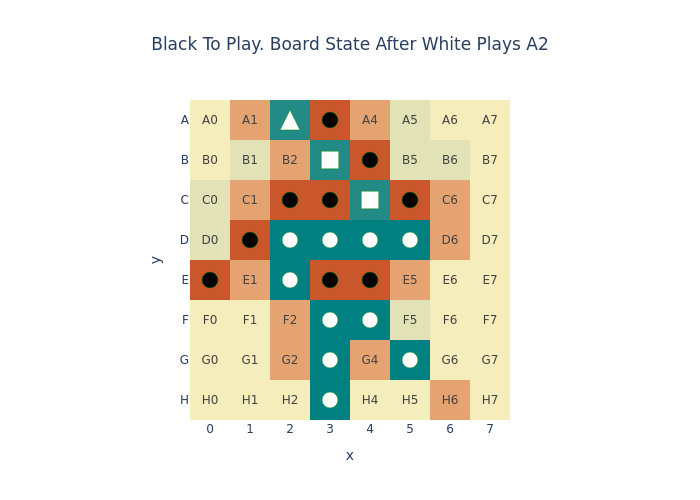 Black To Play. Board State After White Plays A2
A A0 A1 A4 A5 A6 A7
B B0 B1 B2 B5 B6 B7
C C0 C1 C6 C7
D D0 D6 D7
E E1 E5 E6 E7
F F0 F1 F2 F5 F6 F7
G G0 G1 G2 G4 G6 G7
H H0 H1 H2 H4 H5 H6 H7
0 1 2 3 4 5 6 7
x
y